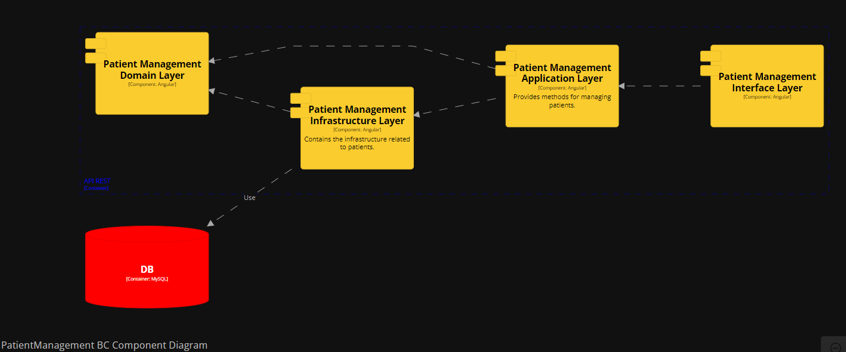 Patient Management
Domain Layer
[Component: Angular]
Patient Management
Infrastructure Layer
[Component: Angular]
Contains the infrastructure related
to patients.
Patient Management
Application Layer
[Component: Angular]
Provides methods for managing
patients.
Patient Management
Interface Layer
[Component: Angular]
API REST
[Container]
Use
DB
[Container: MySQL]
PatientManagement BC Component Diagram